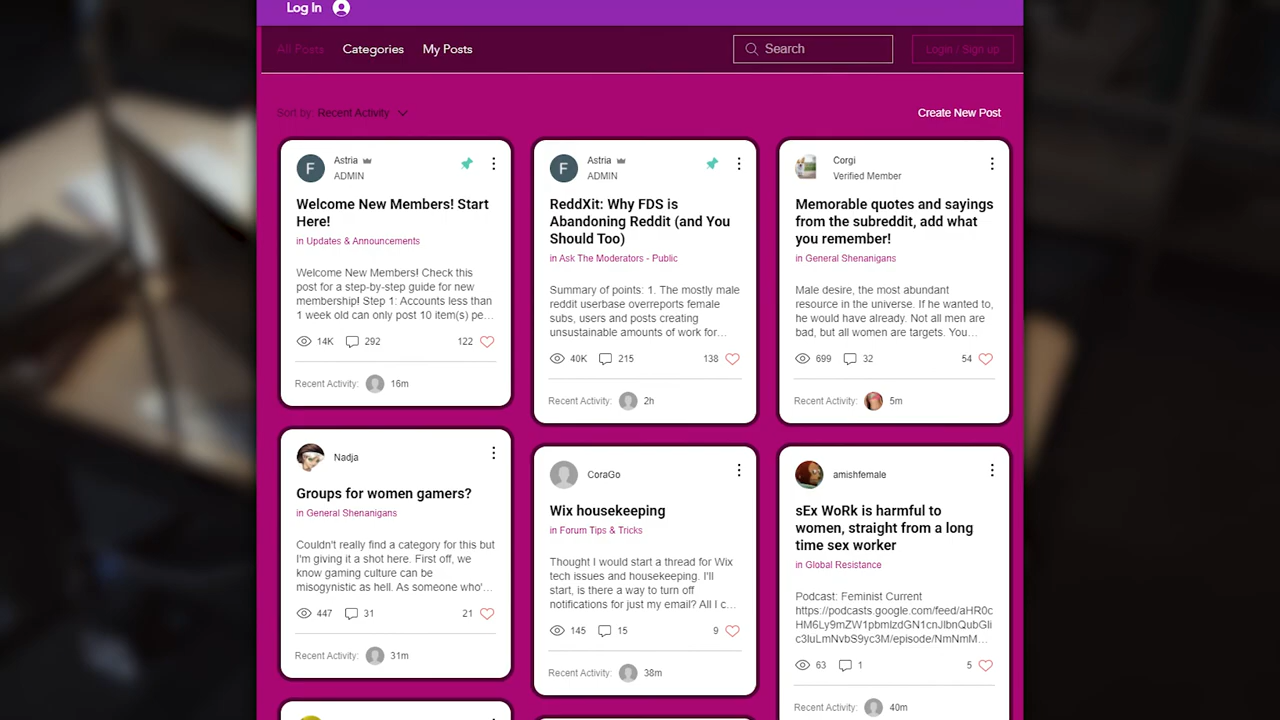 Log In
All Posts
Categories
My Posts
Search
Login / Sign up
Sort by: Recent Activity
Create New Post
F
Astria
ADMIN
Welcome New Members! Start
Here!
in Updates & Announcements
Welcome New Members! Check this
post for a step-by-step guide for new
membership! Step 1: Accounts less than
1 week old can only post 10 item(s) pe...
14K
292
122
Recent Activity:
16m
F
Astria
ADMIN
ReddXit: Why FDS is
Abandoning Reddit (and You
Should Too)
in Ask The Moderators - Public
Summary of points: 1. The mostly male
reddit userbase overreports female
subs, users and posts creating
unsustainable amounts of work for...
40K
215
138
Recent Activity:
2h
Corgi
Verified Member
Memorable quotes and sayings
from the subreddit, add what
you remember!
in General Shenanigans
Male desire, the most abundant
resource in the universe. If he wanted to,
he would have already. Not all men are
bad, but all women are targets. You...
699
32
54
Recent Activity:
5m
Nadja
Groups for women gamers?
in General Shenanigans
Couldn't really find a category for this but
I'm giving it a shot here. First off, we
know gaming culture can be
misogynistic as hell. As someone who'...
447
31
21
Recent Activity:
31m
CoraGo
Wix housekeeping
in Forum Tips & Tricks
Thought I would start a thread for Wix
tech issues and housekeeping. I'll
start, is there a way to turn off
notifications for just my email? All I c...
145
15
9
Recent Activity:
38m
amishfemale
sEx WoRk is harmful to
women, straight from a long
time sex worker
in Global Resistance
Podcast: Feminist Current
https://podcasts.google.com/feed/aHR0c
HM6Ly9mZW1pbmlzdGN1cnJlbnQubGli
c3luLmNvbS9yc3M/episode/NmNmM...
63
1
5
Recent Activity:
40m